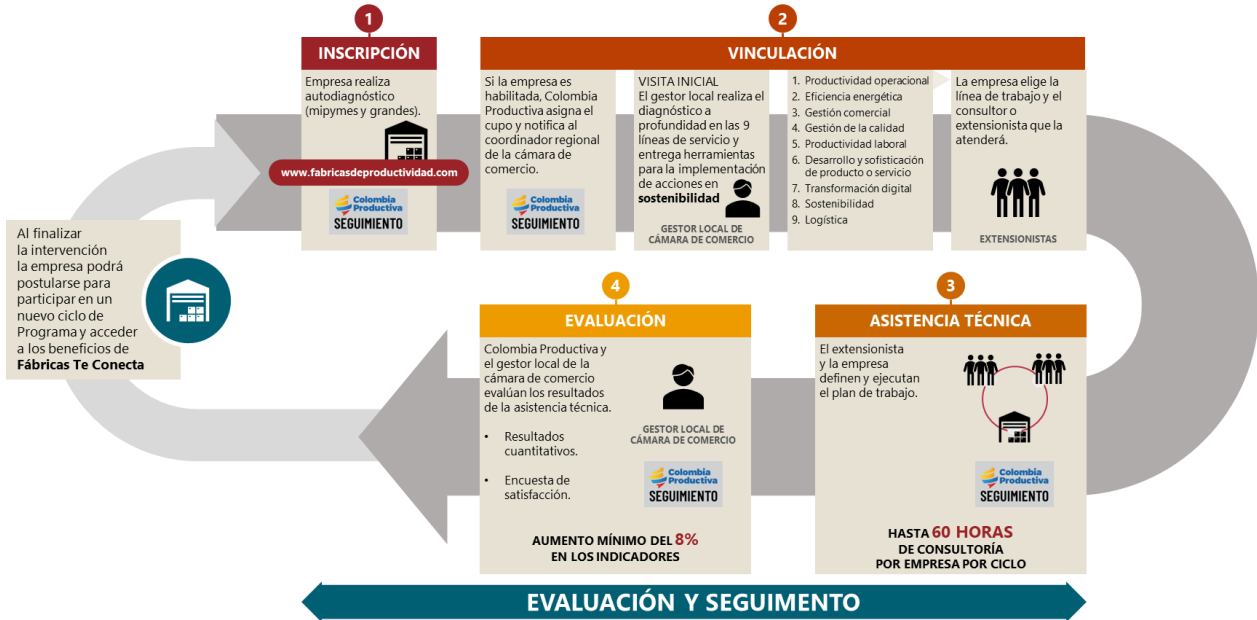 1
INSCRIPCIÓN
Empresa realiza
autodiagnóstico
(mipymes y grandes).
www.fabricasdeproductividad.com
Colombia
Productiva
SEGUIMIENTO
2
VINCULACIÓN
Si la empresa es
habilitada, Colombia
Productiva asigna el
cupo y notifica al
coordinador regional
de la cámara de
comercio.
Colombia
Productiva
SEGUIMIENTO
VISITA INICIAL
El gestor local realiza el
diagnóstico a
profundidad en las 9
líneas de servicio y
entrega herramientas
para la implementación
de acciones en
sostenibilidad
GESTOR LOCAL DE
CÁMARA DE COMERCIO
1. Productividad operacional
2. Eficiencia energética
3. Gestión comercial
4. Gestión de la calidad
5. Productividad laboral
6. Desarrollo y sofisticación
de producto o servicio
7. Transformación digital
8. Sostenibilidad
9. Logística
La empresa elige la
línea de trabajo y el
consultor o
extensionista que la
atenderá.
EXTENSIONISTAS
3
ASISTENCIA TÉCNICA
El extensionista
y la empresa
definen y ejecutan
el plan de trabajo.
Colombia
Productiva
SEGUIMIENTO
HASTA 60 HORAS
DE CONSULTORÍA
POR EMPRESA POR CICLO
4
EVALUACIÓN
Colombia Productiva y
el gestor local de la
cámara de comercio
evalúan los resultados
de la asistencia técnica.
• Resultados
cuantitativos.
• Encuesta de
satisfacción.
GESTOR LOCAL DE
CÁMARA DE COMERCIO
Colombia
Productiva
SEGUIMIENTO
AUMENTO MÍNIMO DEL 8%
EN LOS INDICADORES
Al finalizar
la intervención
la empresa podrá
postularse para
participar en un
nuevo ciclo de
Programa y acceder
a los beneficios de
Fábricas Te Conecta
EVALUACIÓN Y SEGUIMENTO